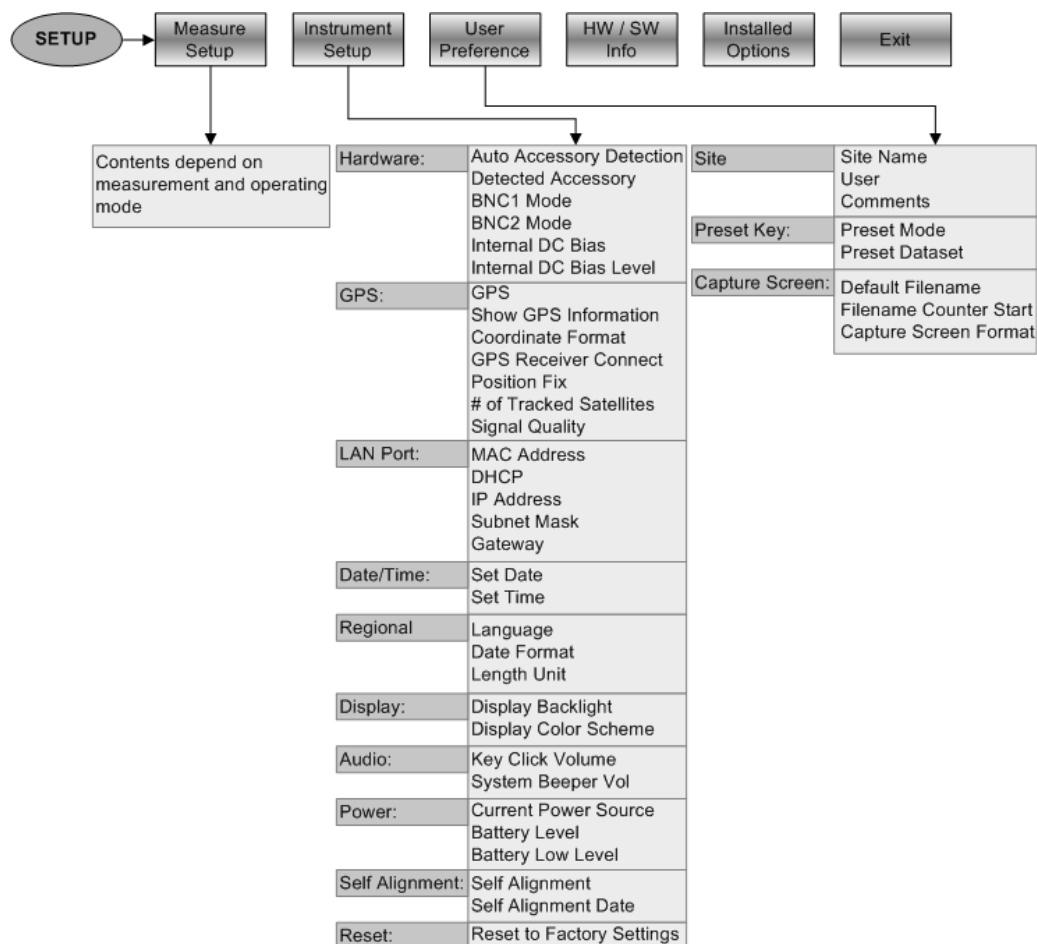 SETUP
Measure
Setup
Instrument
Setup
User
Preference
HW / SW
Info
Installed
Options
Exit
Contents depend on
measurement and operating
mode
Hardware:
Auto Accessory Detection
Detected Accessory
BNC1 Mode
BNC2 Mode
Internal DC Bias
Internal DC Bias Level
GPS:
GPS
Show GPS Information
Coordinate Format
GPS Receiver Connect
Position Fix
# of Tracked Satellites
Signal Quality
LAN Port:
MAC Address
DHCP
IP Address
Subnet Mask
Gateway
Date/Time:
Set Date
Set Time
Regional
Language
Date Format
Length Unit
Display:
Display Backlight
Display Color Scheme
Audio:
Key Click Volume
System Beeper Vol
Power:
Current Power Source
Battery Level
Battery Low Level
Self Alignment:
Self Alignment
Self Alignment Date
Reset:
Reset to Factory Settings
Site
Site Name
User
Comments
Preset Key:
Preset Mode
Preset Dataset
Capture Screen:
Default Filename
Filename Counter Start
Capture Screen Format